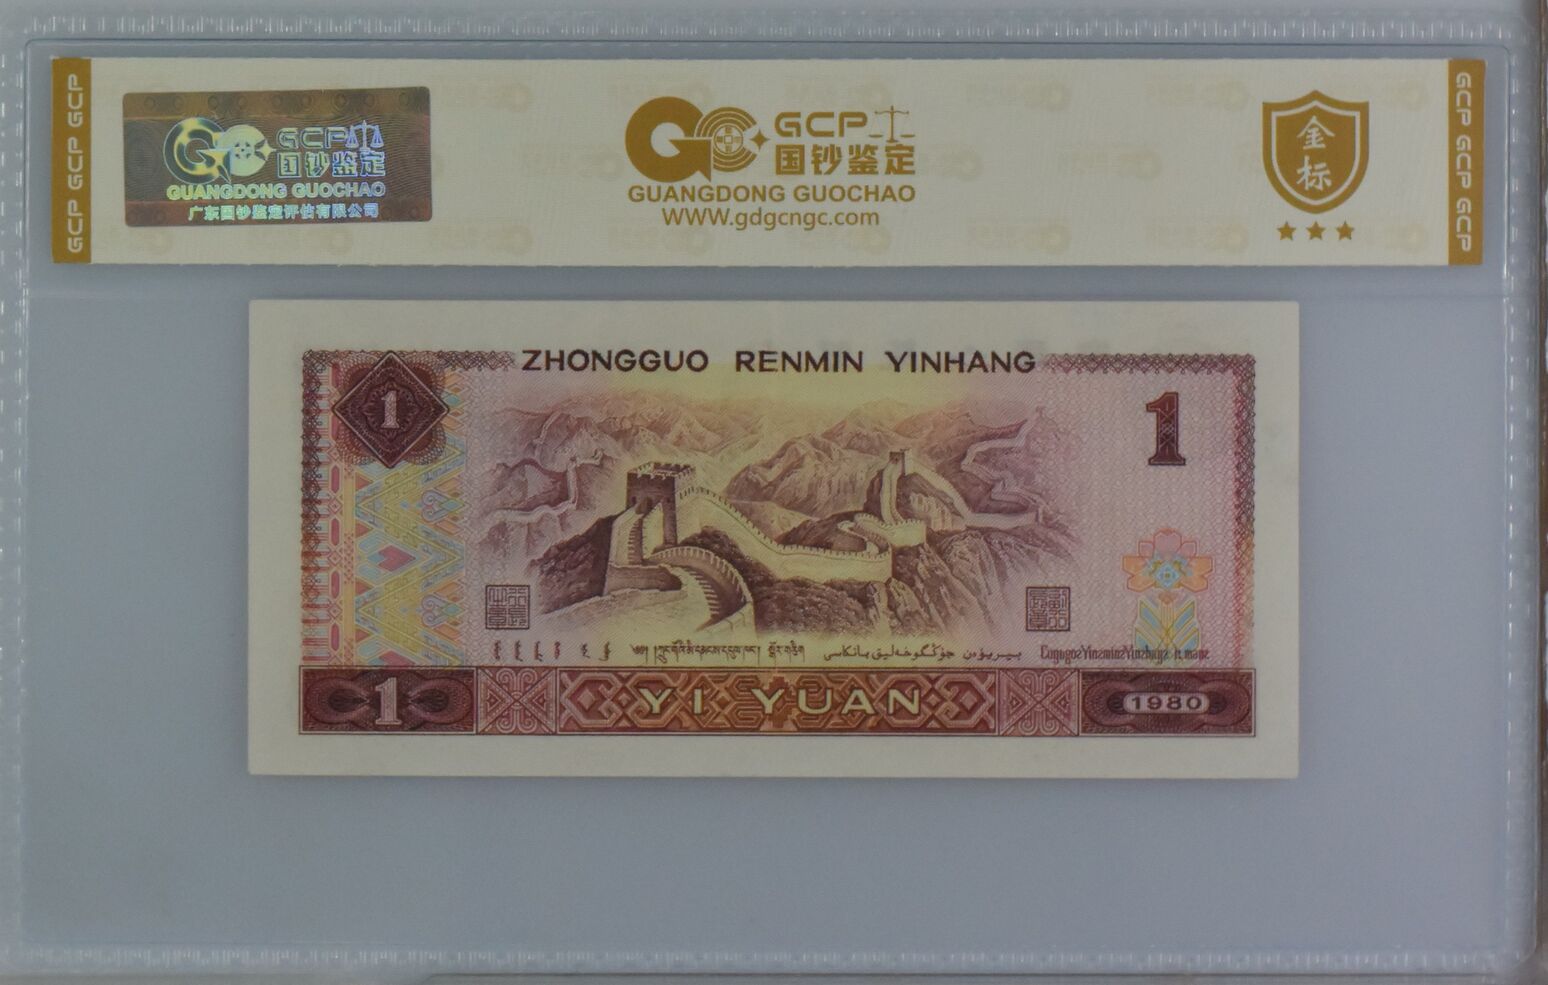 GCP GCP GCP
GCP 国钞鉴定
GUANGDONG GUOCHAO
广东国钞鉴定评估有限公司
GCP
国钞鉴定
GUANGDONG GUOCHAO
WWW.gdgcngc.com
金标
GCP GCP GCP
ZHONGGUO RENMIN YINHANG
1
1
1
YI YUAN
1980